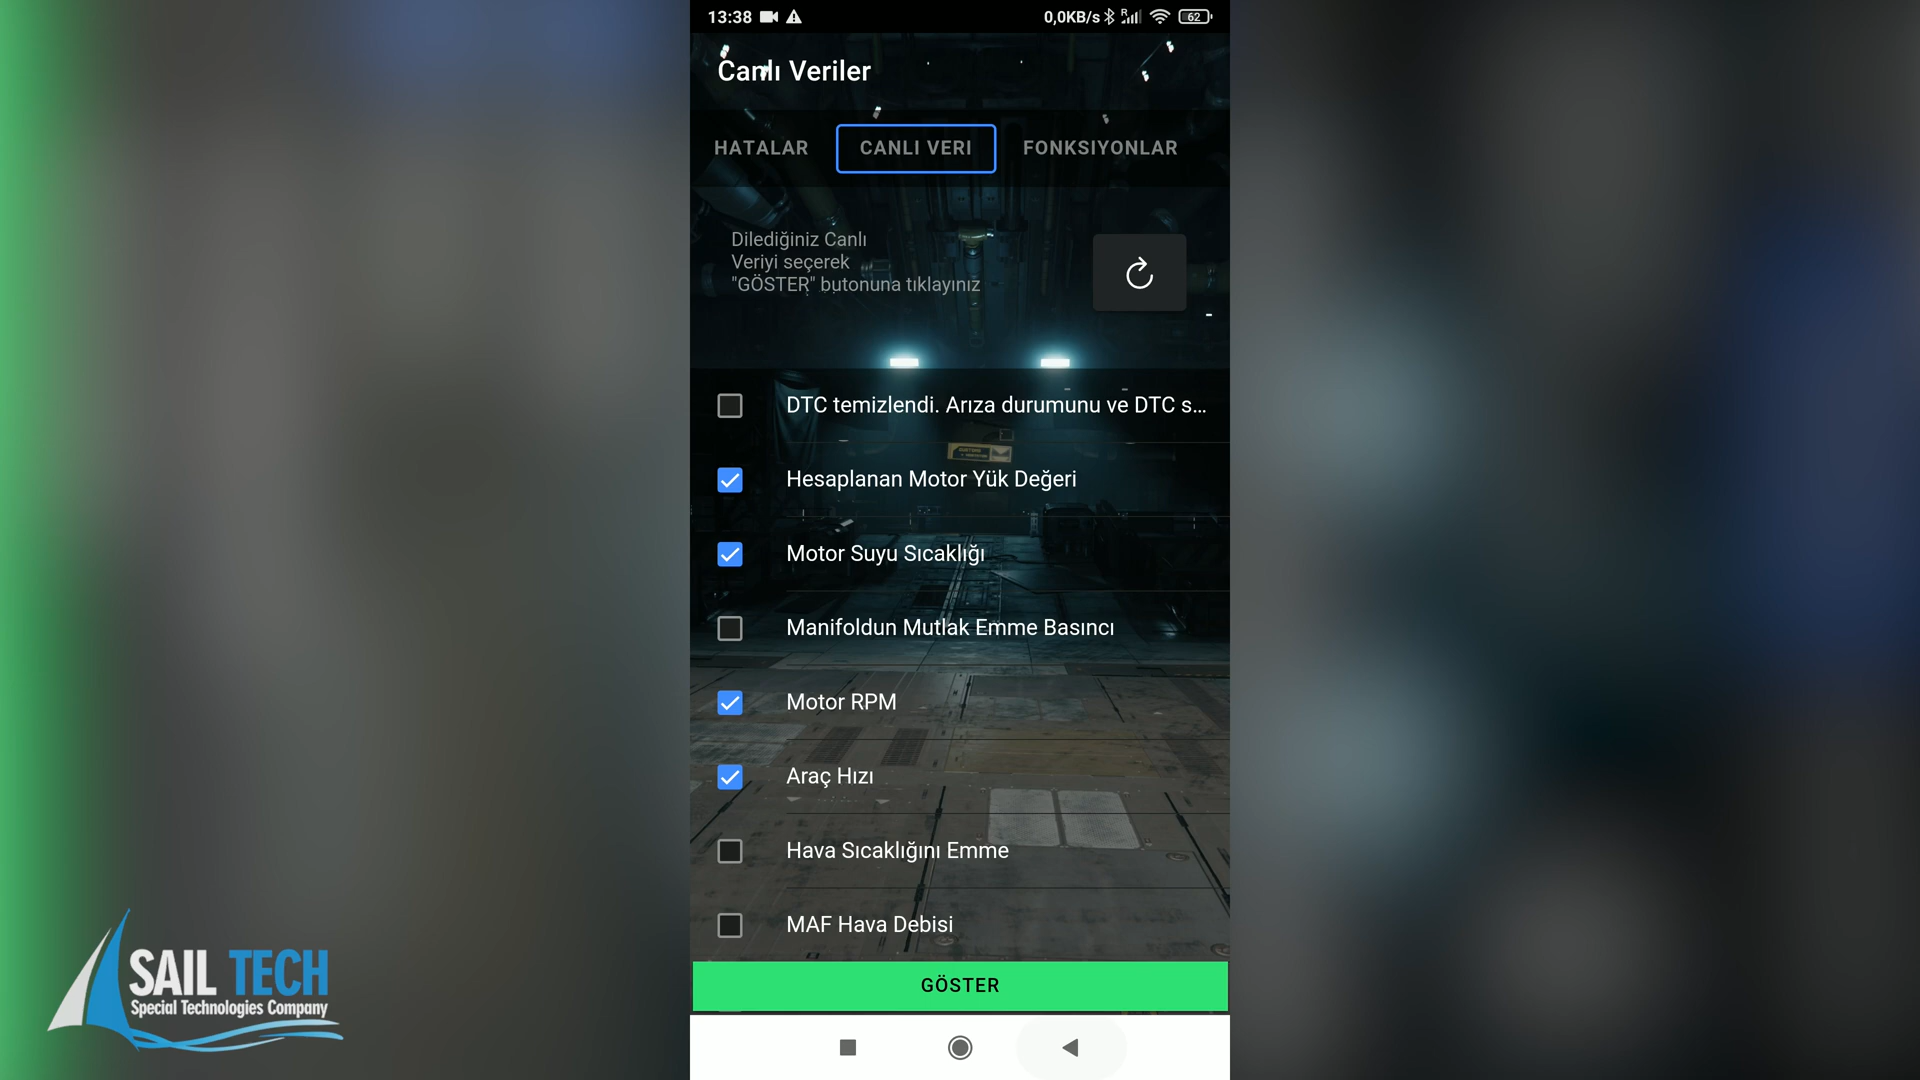 13:38
0,0KB/s
R
62
Canlı Veriler
HATALAR
CANLI VERI
FONKSIYONLAR
Dilediğiniz Canlı
Veriyi seçerek
"GÖSTER" butonuna tıklayınız
DTC temizlendi. Arıza durumunu ve DTC s...
Hesaplanan Motor Yük Değeri
Motor Suyu Sıcaklığı
Manifoldun Mutlak Emme Basıncı
Motor RPM
Araç Hızı
Hava Sıcaklığını Emme
MAF Hava Debisi
GÖSTER
SAIL TECH
Special Technologies Company